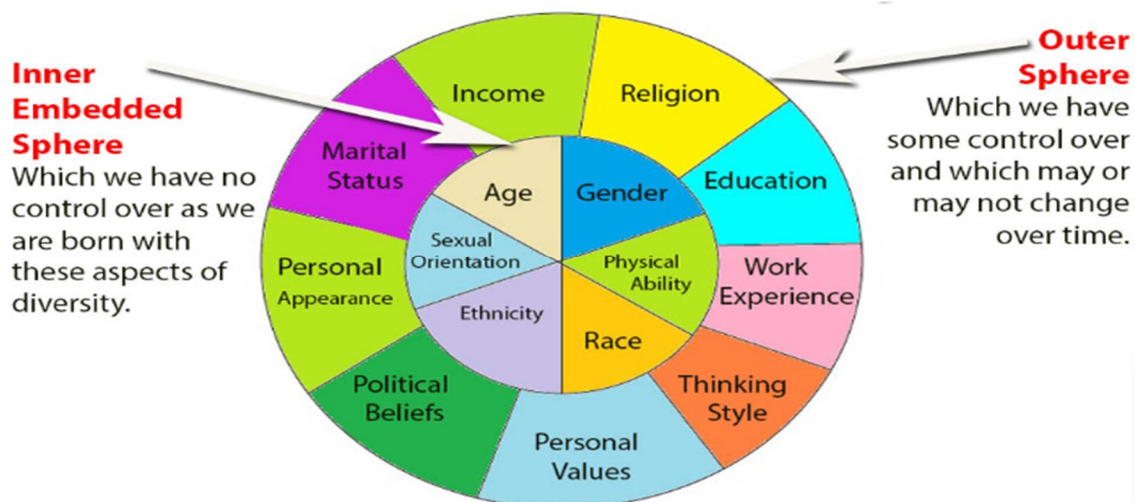 Inner
Embedded
Sphere
Which we have no
control over as we
are born with
these aspects of
diversity.
Outer
Sphere
Which we have
some control over
and which may or
may not change
over time.
Income
Religion
Education
Work
Experience
Thinking
Style
Personal
Values
Political
Beliefs
Personal
Appearance
Marital
Status
Age
Gender
Physical
Ability
Race
Ethnicity
Sexual
Orientation